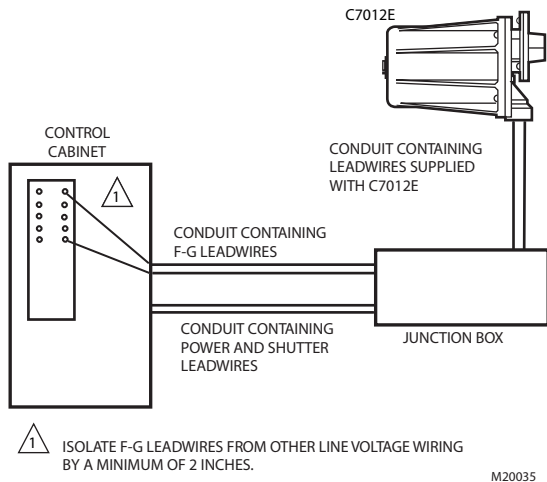 C7012E
CONTROL
CABINET
1
CONDUIT CONTAINING
LEADWIRES SUPPLIED
WITH C7012E
CONDUIT CONTAINING
F-G LEADWIRES
CONDUIT CONTAINING
POWER AND SHUTTER
LEADWIRES
JUNCTION BOX
1 ISOLATE F-G LEADWIRES FROM OTHER LINE VOLTAGE WIRING
BY A MINIMUM OF 2 INCHES.
M20035